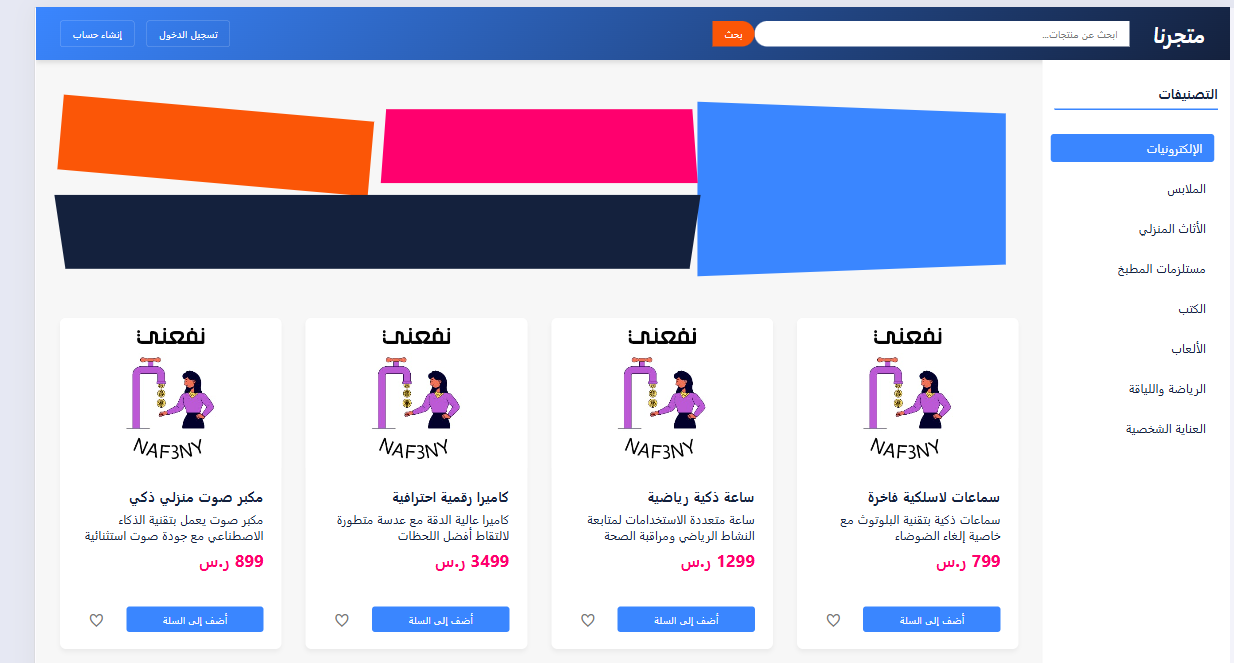 متجرنا
ابحث عن منتجات...
بحث
تسجيل الدخول
إنشاء حساب
التصنيفات
الإلكترونيات
الملابس
الأثاث المنزلي
مستلزمات المطبخ
الكتب
الألعاب
الرياضة واللياقة
العناية الشخصية
نفعني
NAF3NY
سماعات لاسلكية فاخرة
سماعات ذكية بتقنية البلوتوث مع
خاصية إلغاء الضوضاء
799 ر.س
أضف إلى السلة
نفعني
NAF3NY
ساعة ذكية رياضية
ساعة متعددة الاستخدامات لمتابعة
النشاط الرياضي ومراقبة الصحة
1299 ر.س
أضف إلى السلة
نفعني
NAF3NY
كاميرا رقمية احترافية
كاميرا عالية الدقة مع عدسة متطورة
لالتقاط أفضل اللحظات
3499 ر.س
أضف إلى السلة
نفعني
NAF3NY
مكبر صوت منزلي ذكي
مكبر صوت يعمل بتقنية الذكاء
الاصطناعي مع جودة صوت استثنائية
899 ر.س
أضف إلى السلة